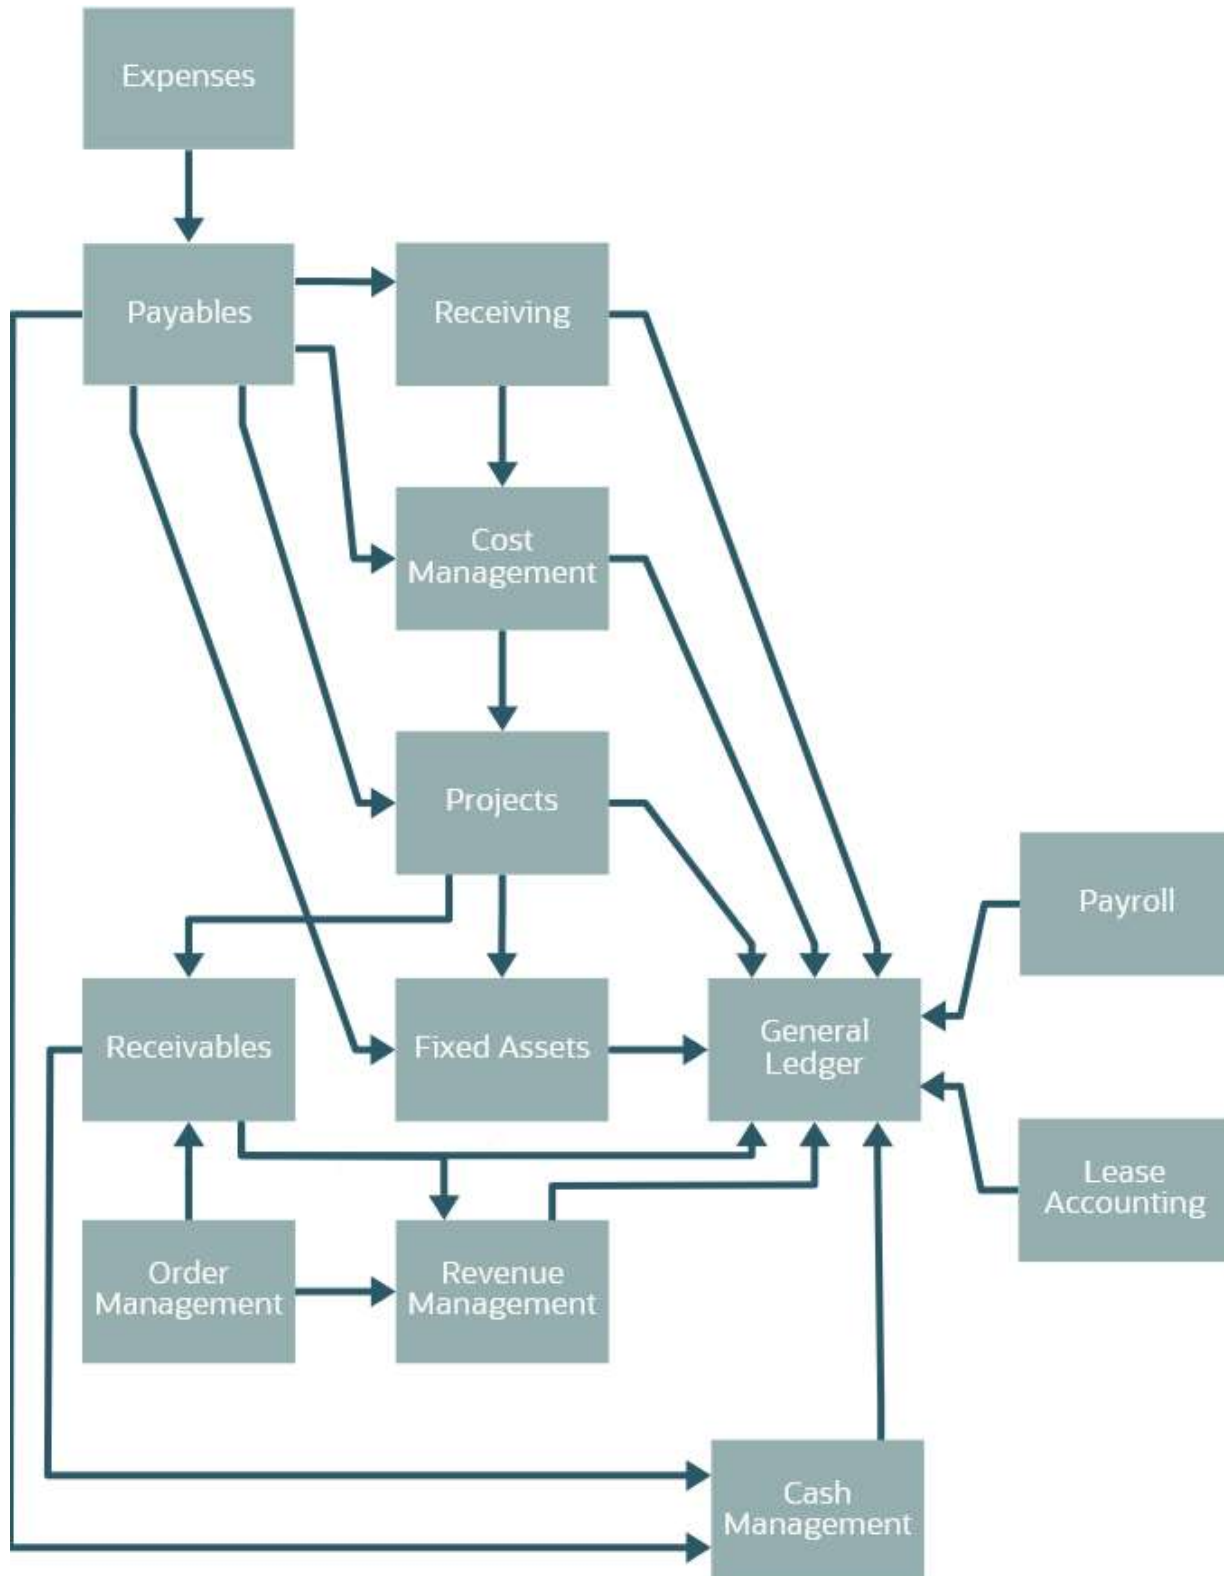 Expenses
Payables
Receiving
Cost
Management
Projects
Payroll
Receivables
Fixed Assets
General
Ledger
Lease
Accounting
Order
Management
Revenue
Management
Cash
Management